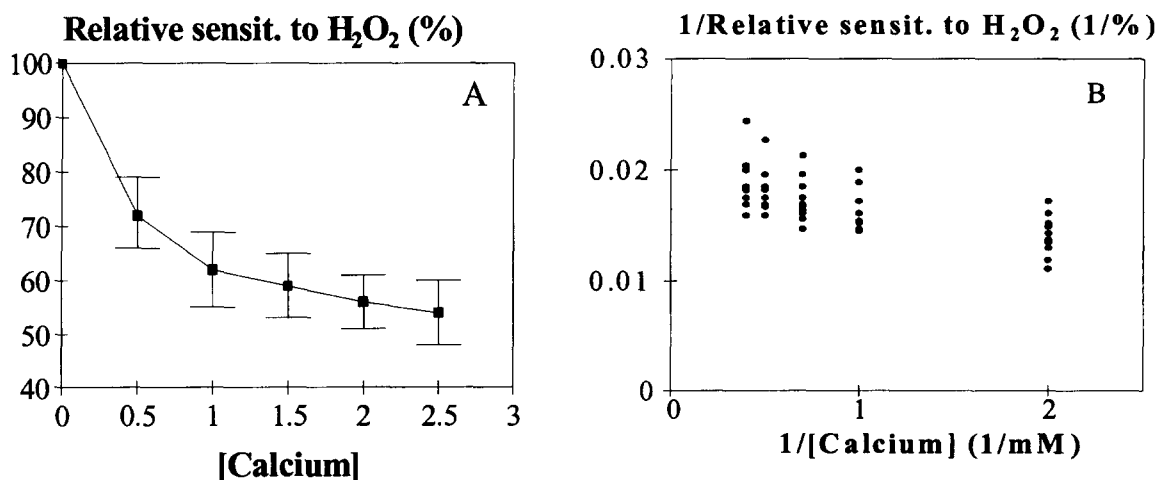 Relative sensit. to H₂O₂ (%)
A
100
90
80
70
60
50
40
0 0.5 1 1.5 2 2.5 3
[Calcium]
1/Relative sensit. to H₂O₂ (1/%)
B
0.03
0.02
0.01
0
0 1 2
1/[Calcium] (1/mM)